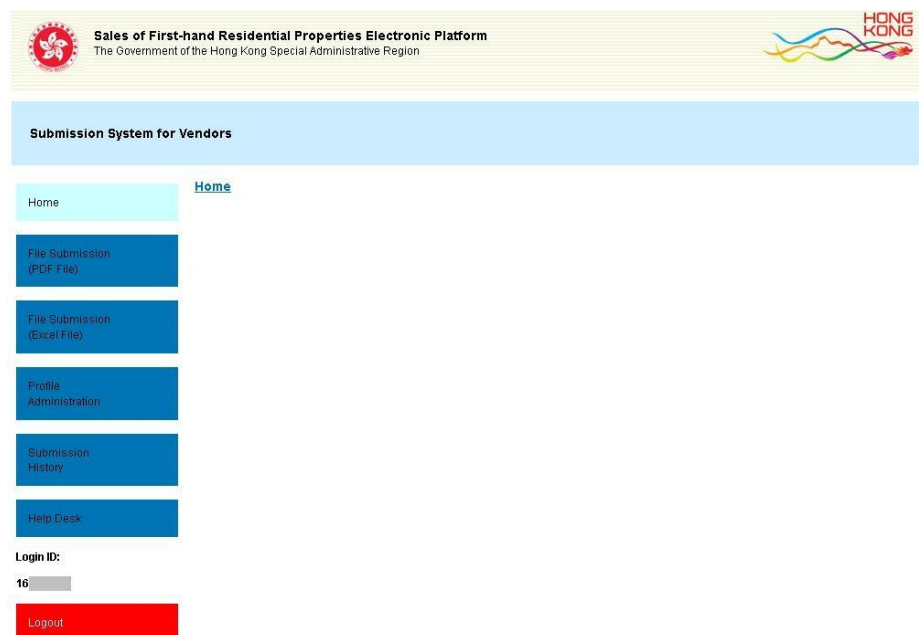 Sales of First-hand Residential Properties Electronic Platform
The Government of the Hong Kong Special Administrative Region
HONG
KONG
Submission System for Vendors
Home
Home
File Submission
(PDF File)
File Submission
(Excel File)
Profile
Administration
Submission
History
Help Desk
Login ID:
16
Logout